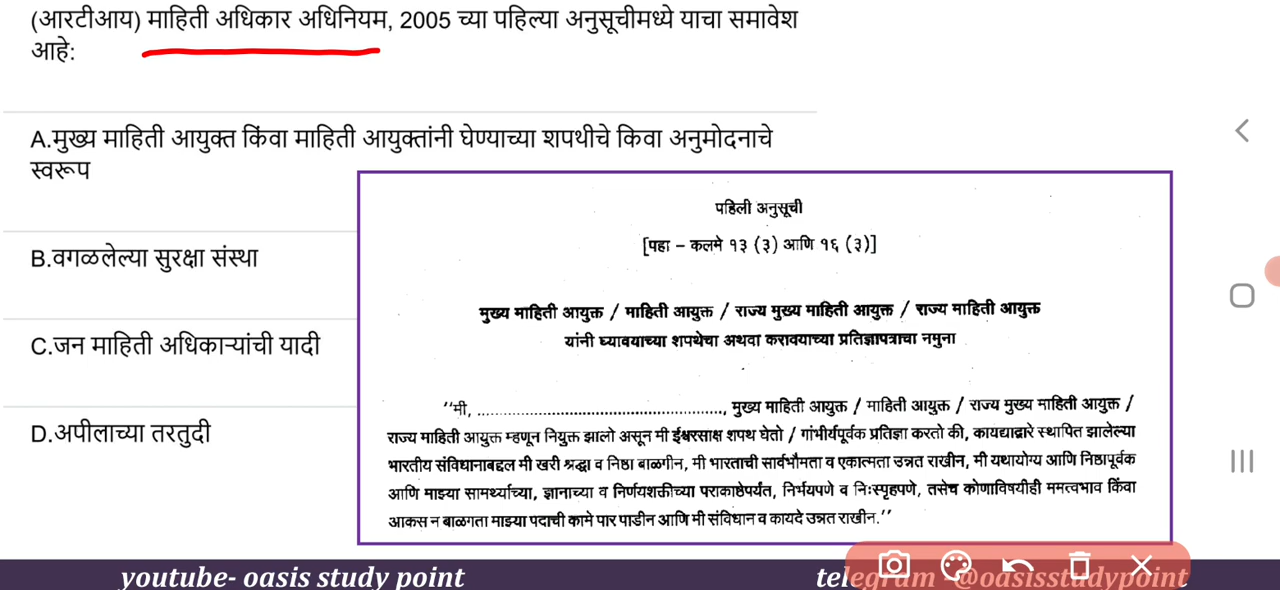 (आरटीआय) माहिती अधिकार अधिनियम, 2005 च्या पहिल्या अनुसूचीमध्ये याचा समावेश
आहे:
A.मुख्य माहिती आयुक्त किंवा माहिती आयुक्तांनी घेण्याच्या शपथीचे किवा अनुमोदनाचे
स्वरूप
B.वगळलेल्या सुरक्षा संस्था
C.जन माहिती अधिकाऱ्यांची यादी
D.अपीलाच्या तरतुदी
पहिली अनुसूची
[पहा - कलमे १३ (३) आणि १६ (३)]
मुख्य माहिती आयुक्त / माहिती आयुक्त / राज्य मुख्य माहिती आयुक्त / राज्य माहिती आयुक्त
यांनी घ्यावयाच्या शपथेचा अथवा करावयाच्या प्रतिज्ञापत्राचा नमुना
''मी, ..................................................., मुख्य माहिती आयुक्त / माहिती आयुक्त / राज्य मुख्य माहिती आयुक्त /
राज्य माहिती आयुक्त म्हणून नियुक्त झालो असून मी ईश्वरसाक्ष शपथ घेतो / गांभीर्यपूर्वक प्रतिज्ञा करतो की, कायद्याद्वारे स्थापित झालेल्या
भारतीय संविधानाबद्दल मी खरी श्रद्धा व निष्ठा बाळगीन, मी भारताची सार्वभौमता व एकात्मता उन्नत राखीन, मी यथायोग्य आणि निष्ठापूर्वक
आणि माझ्या सामर्थ्याच्या, ज्ञानाच्या व निर्णयशक्तीच्या पराकाष्ठेपर्यंत, निर्भयपणे व निःस्पृहपणे, तसेच कोणाविषयीही ममत्वभाव किंवा
आकस न बाळगता माझ्या पदाची कामे पार पाडीन आणि मी संविधान व कायदे उन्नत राखीन.''
youtube- oasis study point
telegram -@oasisstudypoint